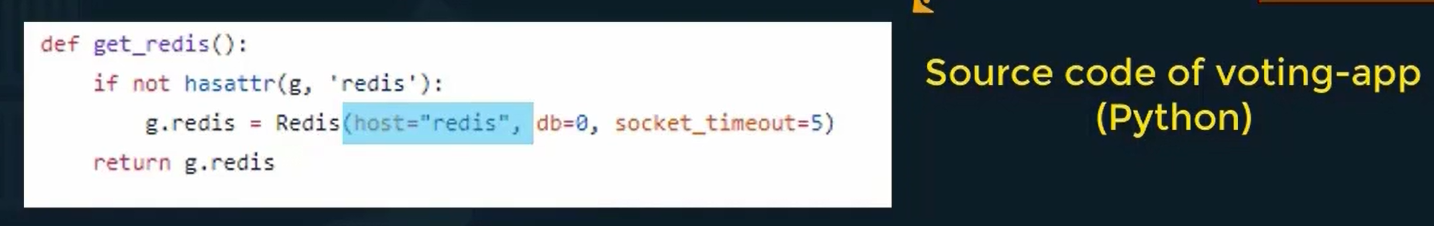 def get_redis():
    if not hasattr(g, 'redis'):
        g.redis = Redis(host="redis", db=0, socket_timeout=5)
    return g.redis
Source code of voting-app
(Python)